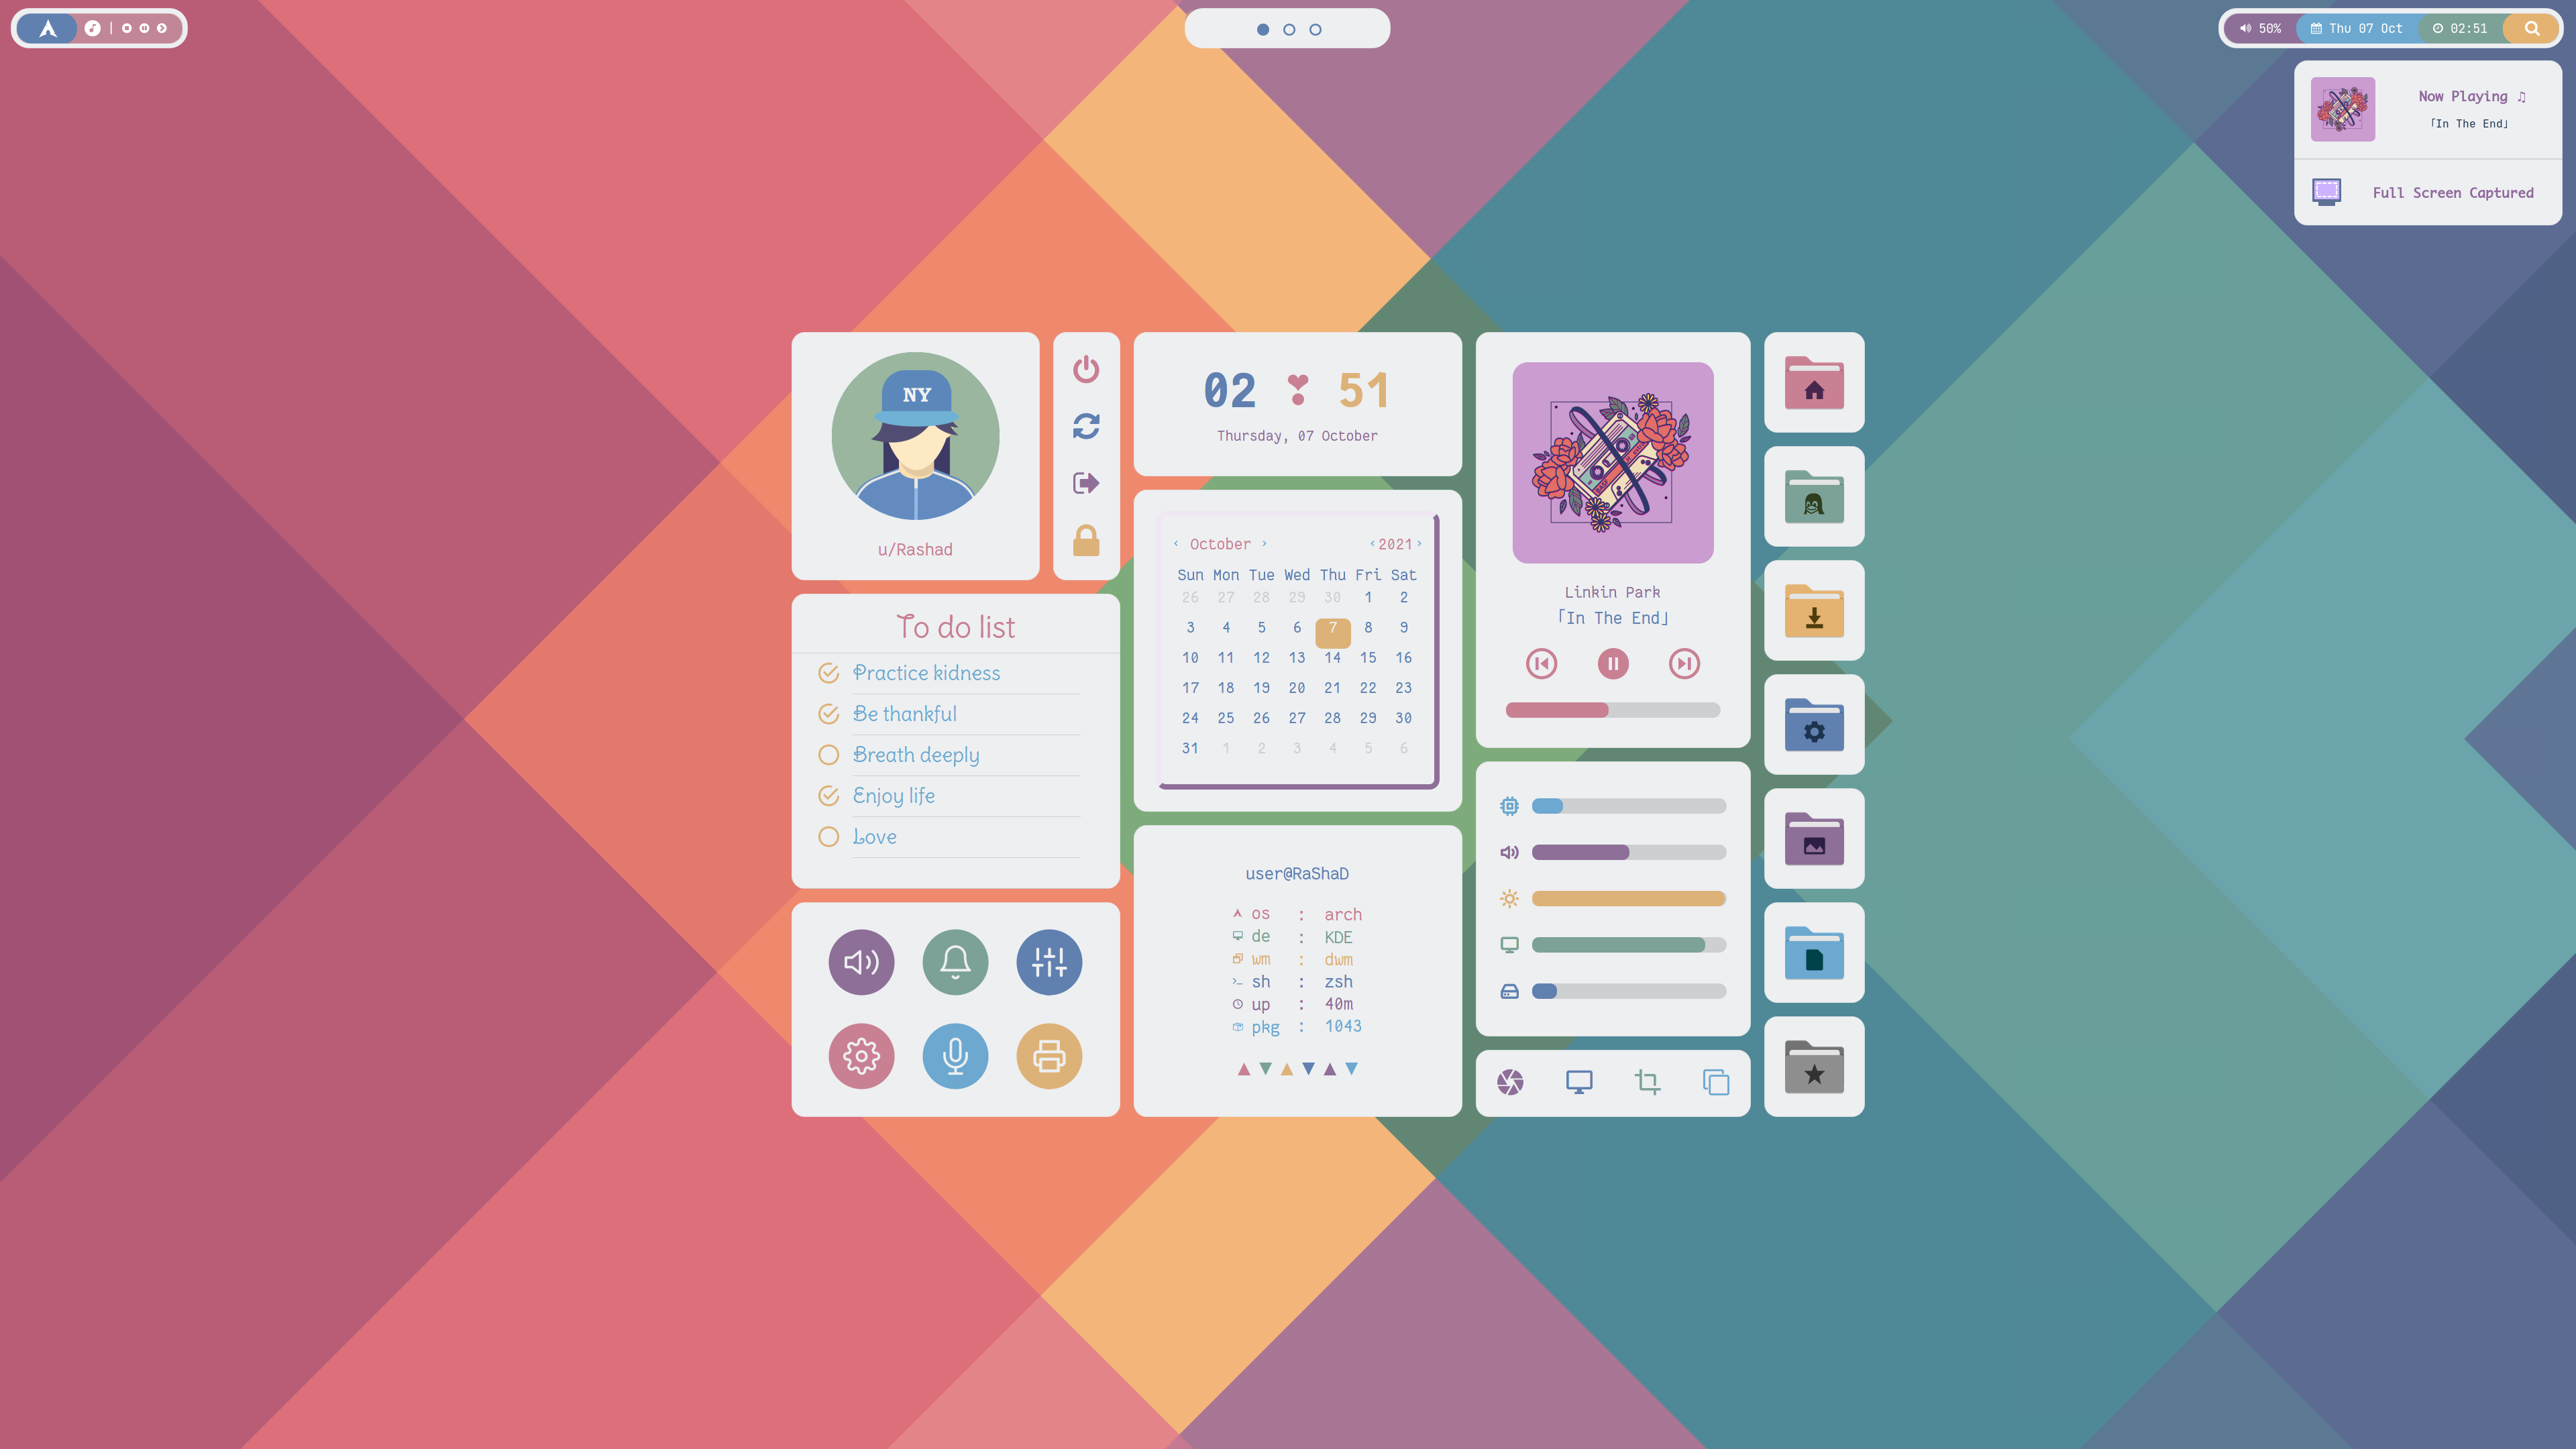 50% Thu 07 Oct 02:51
Now Playing ♫
「In The End」
Full Screen Captured
NY
u/Rashad
To do list
Practice kidness
Be thankful
Breath deeply
Enjoy life
Love
02 51
Thursday, 07 October
‹ October › ‹ 2021 ›
Sun Mon Tue Wed Thu Fri Sat
26 27 28 29 30 1 2
3 4 5 6 7 8 9
10 11 12 13 14 15 16
17 18 19 20 21 22 23
24 25 26 27 28 29 30
31 1 2 3 4 5 6
user@RaShaD
os : arch
de : KDE
wm : dwm
sh : zsh
up : 40m
pkg : 1043
Linkin Park
「In The End」